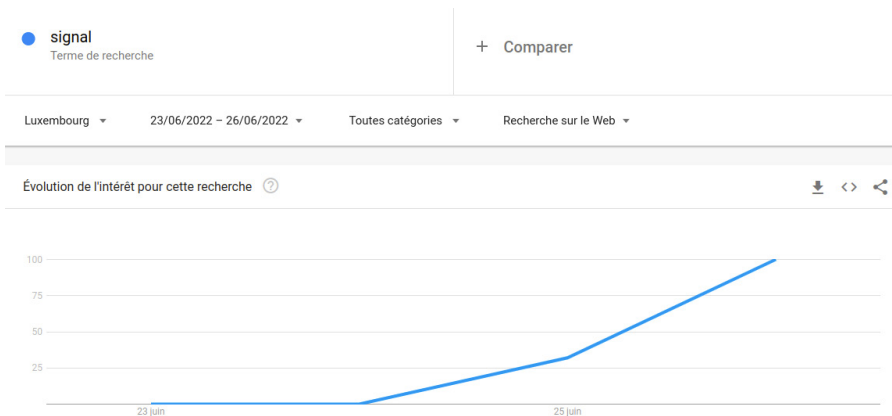 signal
Terme de recherche
+ Comparer
Luxembourg 23/06/2022 – 26/06/2022 Toutes catégories Recherche sur le Web
Évolution de l'intérêt pour cette recherche ?
100
75
50
25
23 juin 25 juin